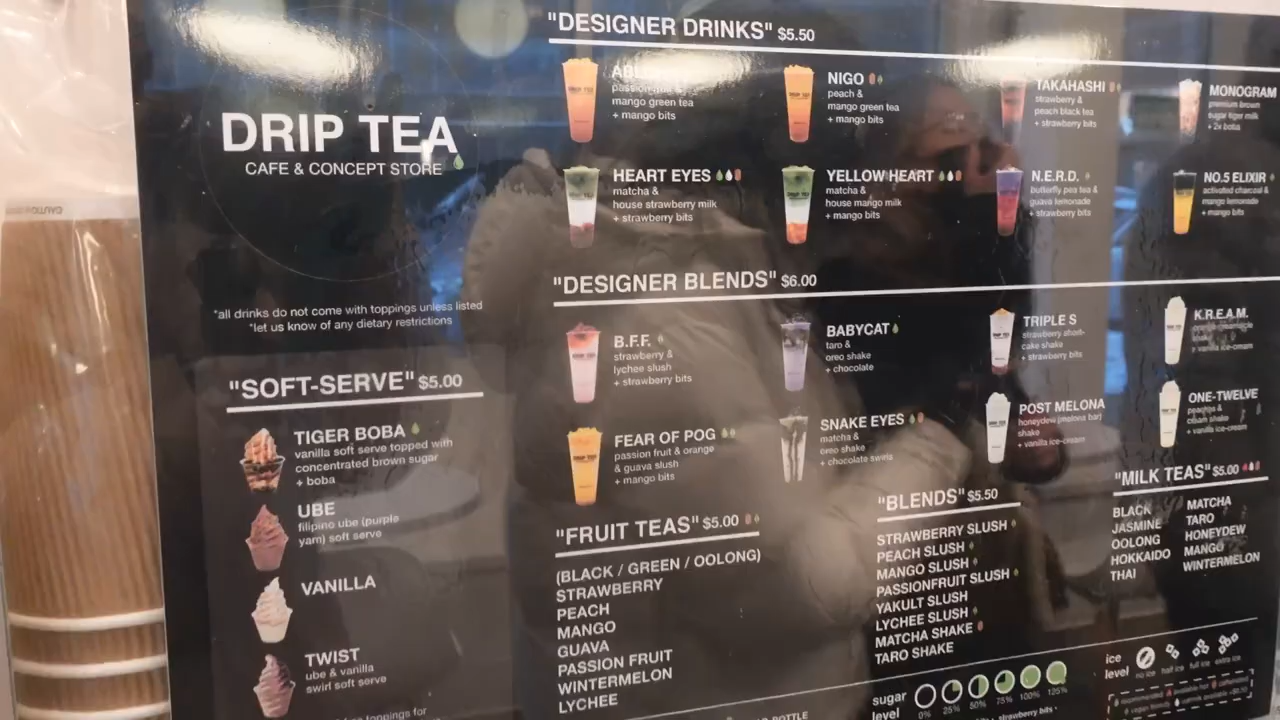 DRIP TEA
CAFE & CONCEPT STORE
*all drinks do not come with toppings unless listed
*let us know of any dietary restrictions
"SOFT-SERVE" $5.00
TIGER BOBA
vanilla soft serve topped with
concentrated brown sugar
+ boba
UBE
filipino ube (purple
yam) soft serve
VANILLA
TWIST
ube & vanilla
swirl soft serve
toppings for
"DESIGNER DRINKS" $5.50
mango green tea
+ mango bits
NIGO
peach &
mango green tea
+ mango bits
TAKAHASHI
strawberry &
peach black tea
+ strawberry bits
MONOGRAM
premium brown
sugar tiger milk
+ 2x boba
HEART EYES
matcha &
house strawberry milk
+ strawberry bits
YELLOW HEART
matcha &
house mango milk
+ mango bits
N.E.R.D.
butterfly pea tea &
guava lemonade
+ strawberry bits
NO.5 ELIXIR
activated charcoal &
mango lemonade
+ mango bits
"DESIGNER BLENDS" $6.00
B.F.F.
strawberry &
lychee slush
+ strawberry bits
BABYCAT
taro &
oreo shake
+ chocolate
TRIPLE S
strawberry short-
cake shake
+ strawberry bits
K.R.E.A.M.
orange creamsicle
shake
+ vanilla ice-cream
FEAR OF POG
passion fruit & orange
& guava slush
+ mango bits
SNAKE EYES
matcha &
oreo shake
+ chocolate swirls
POST MELONA
honeydew (melona bar)
shake
+ vanilla ice-cream
ONE-TWELVE
peaches &
cream shake
+ vanilla ice-cream
"FRUIT TEAS" $5.00
(BLACK / GREEN / OOLONG)
STRAWBERRY
PEACH
MANGO
GUAVA
PASSION FRUIT
WINTERMELON
LYCHEE
BOTTLE
"BLENDS" $5.50
STRAWBERRY SLUSH
PEACH SLUSH
MANGO SLUSH
PASSIONFRUIT SLUSH
YAKULT SLUSH
LYCHEE SLUSH
MATCHA SHAKE
TARO SHAKE
"MILK TEAS" $5.00
BLACK
JASMINE
OOLONG
HOKKAIDO
THAI
MATCHA
TARO
HONEYDEW
MANGO
WINTERMELON
sugar
level
0% 25% 50% 75% 100% 125%
strawberry bits
ice
level
no ice half ice full ice extra ice